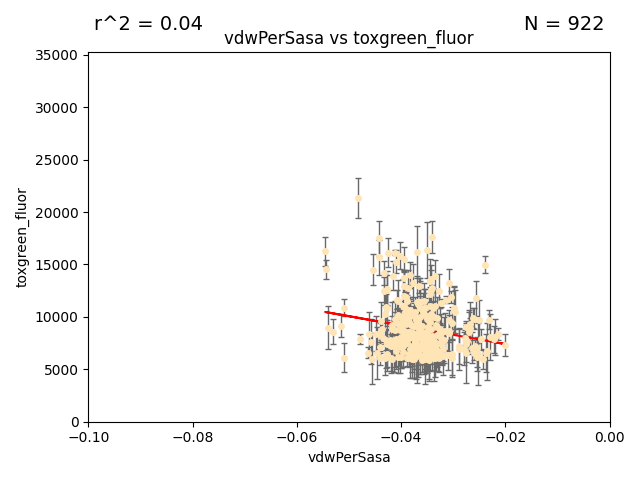 r^2 = 0.04
N = 922
vdwPerSasa vs toxgreen_fluor
35000
30000
25000
20000
15000
10000
5000
0
toxgreen_fluor
−0.10
−0.08
−0.06
−0.04
−0.02
0.00
vdwPerSasa